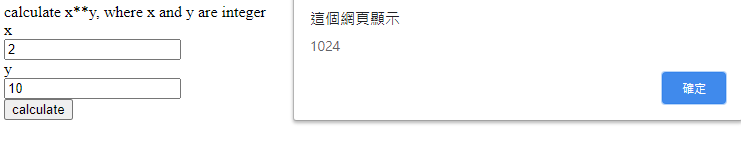 calculate x**y, where x and y are integer
x
2
y
10
calculate
這個網頁顯示
1024
確定